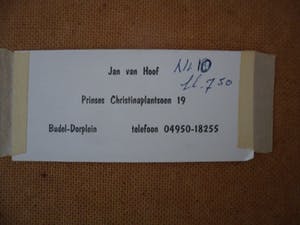 Jan van Hoof
Nr 10
fl. 7.50
Prinses Christinaplantsoen 19
Budel-Dorplein telefoon 04950-18255